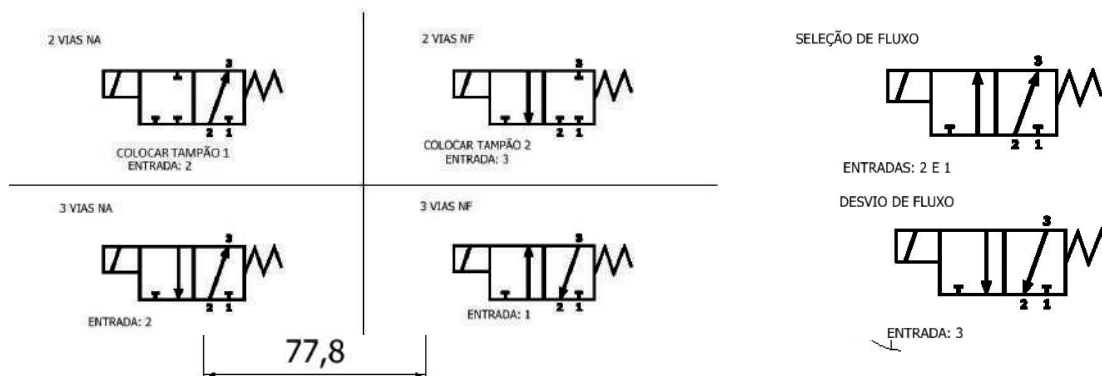 2 VIAS NA
3
2 1
COLOCAR TAMPÃO 1
ENTRADA: 2
2 VIAS NF
3
2 1
COLOCAR TAMPÃO 2
ENTRADA: 3
3 VIAS NA
3
2 1
ENTRADA: 2
3 VIAS NF
3
2 1
ENTRADA: 1
77,8
SELEÇÃO DE FLUXO
3
2 1
ENTRADAS: 2 E 1
DESVIO DE FLUXO
3
2 1
ENTRADA: 3